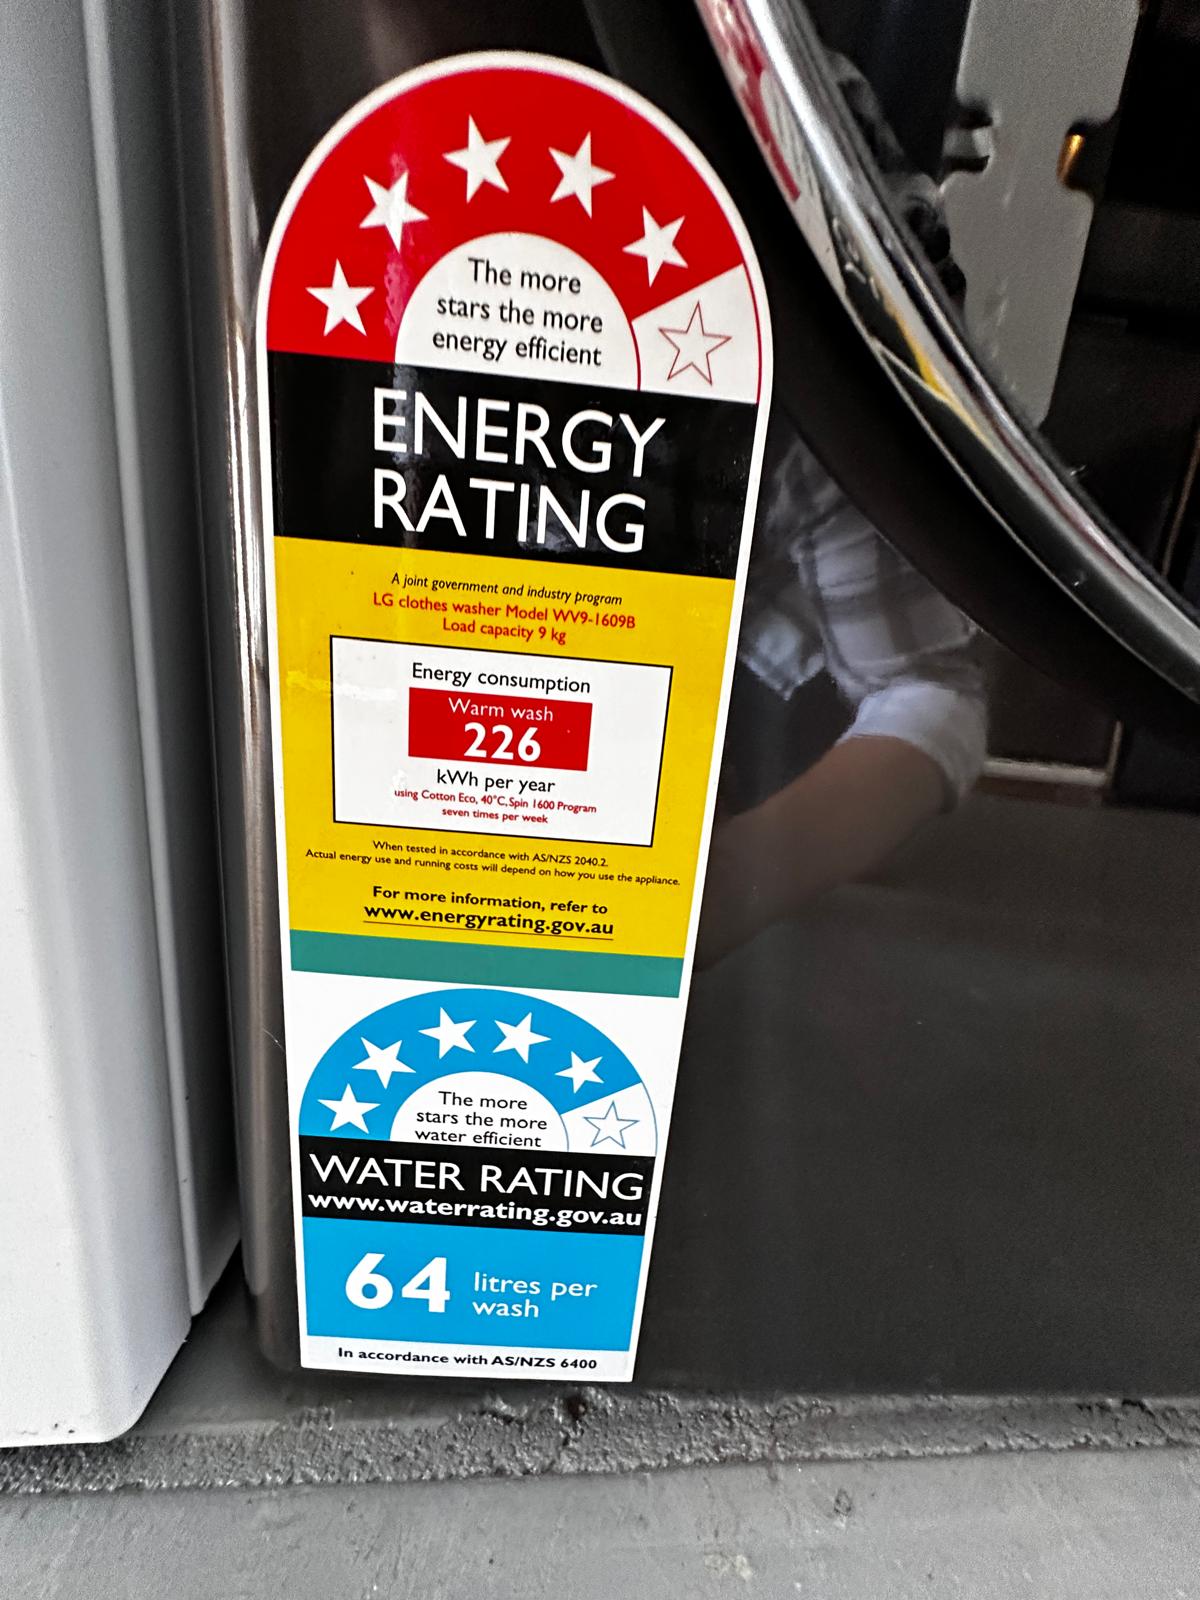 The more
stars the more
energy efficient
ENERGY
RATING
A joint government and industry program
LG clothes washer Model WV9-1609B
Load capacity 9 kg
Energy consumption
Warm wash
226
kWh per year
using Cotton Eco, 40°C, Spin 1600 Program
seven times per week
When tested in accordance with AS/NZS 2040.2.
Actual energy use and running costs will depend on how you use the appliance.
For more information, refer to
www.energyrating.gov.au
The more
stars the more
water efficient
WATER RATING
www.waterrating.gov.au
64 litres per
wash
In accordance with AS/NZS 6400